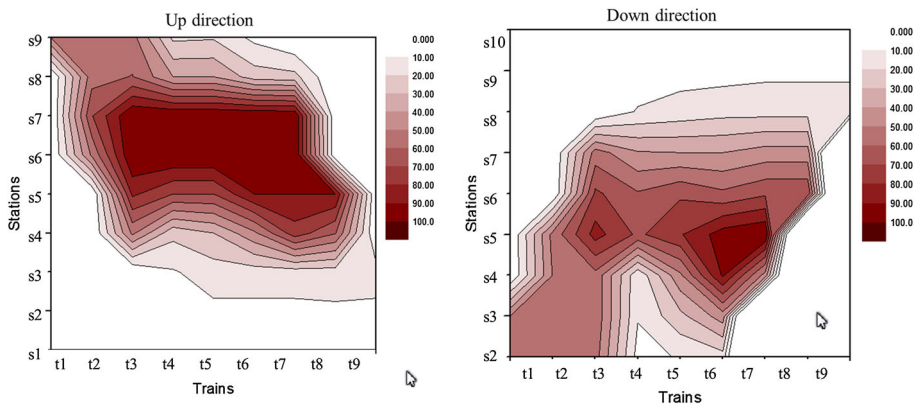 Up direction
s9
s8
s7
s6
s5
s4
s3
s2
s1
Stations
t1 t2 t3 t4 t5 t6 t7 t8 t9
Trains
0.000
10.00
20.00
30.00
40.00
50.00
60.00
70.00
80.00
90.00
100.0
Down direction
s10
s9
s8
s7
s6
s5
s4
s3
s2
Stations
t1 t2 t3 t4 t5 t6 t7 t8 t9
Trains
0.000
10.00
20.00
30.00
40.00
50.00
60.00
70.00
80.00
90.00
100.0